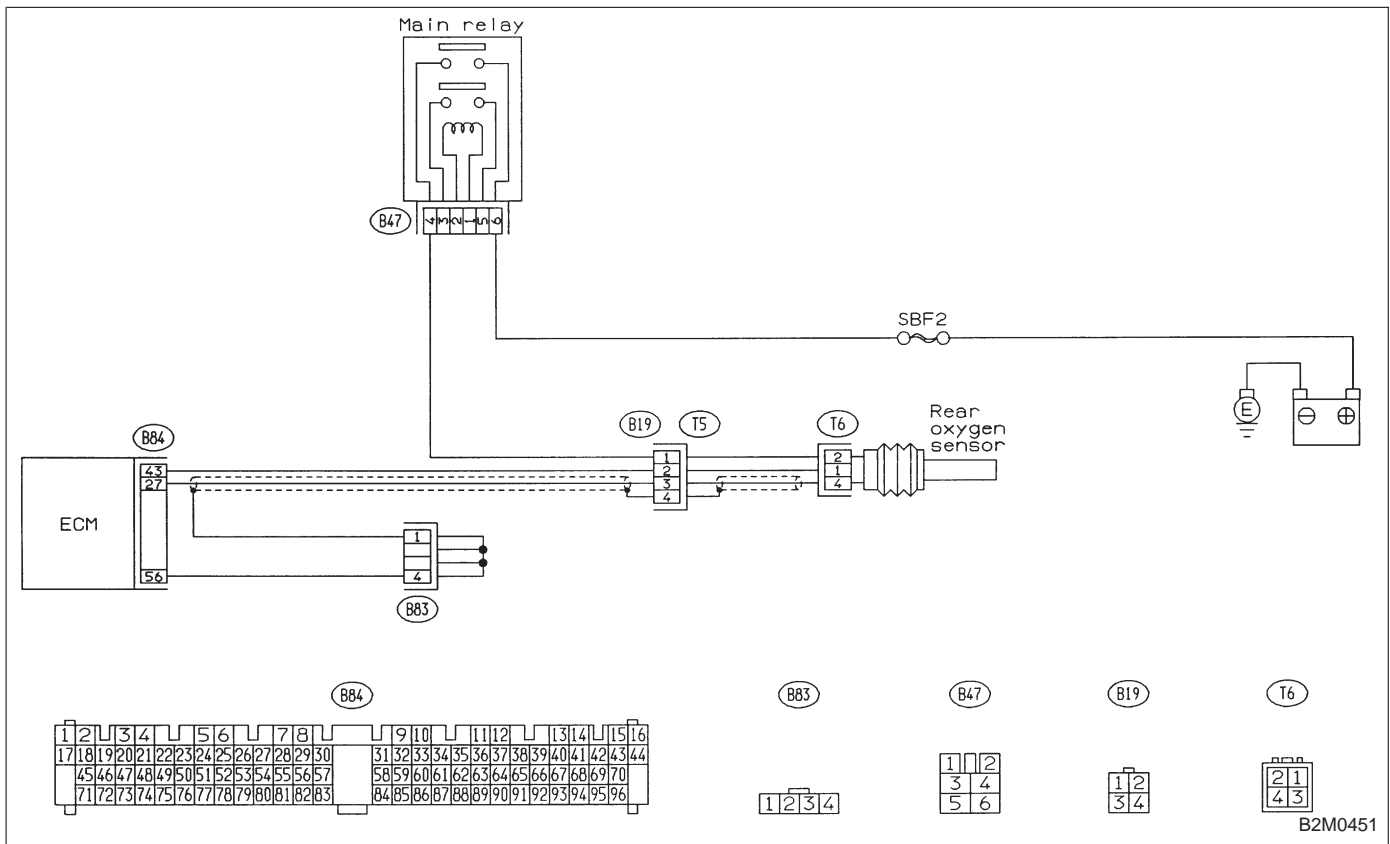 Main relay
B47
4 3 2 1 5 6
SBF2
E
⊖ ⊕
B84
B19 T5 T6
Rear
oxygen
sensor
43
27
56
ECM
1
2
3
4
2
1
4
1
4
B83
B84 B83 B47 B19 T6
1 2 3 4 5 6 7 8 9 10 11 12 13 14 15 16
17 18 19 20 21 22 23 24 25 26 27 28 29 30 31 32 33 34 35 36 37 38 39 40 41 42 43 44
45 46 47 48 49 50 51 52 53 54 55 56 57 58 59 60 61 62 63 64 65 66 67 68 69 70
71 72 73 74 75 76 77 78 79 80 81 82 83 84 85 86 87 88 89 90 91 92 93 94 95 96
1 2 3 4
1 2
3 4
5 6
1 2
3 4
2 1
4 3
B2M0451